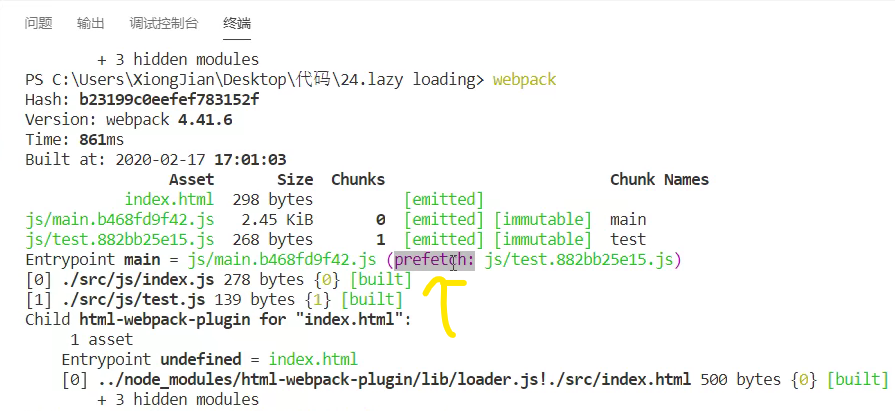 问题 输出 调试控制台 终端
+ 3 hidden modules
PS C:\Users\XiongJian\Desktop\代码\24.lazy loading> webpack
Hash: b23199c0eefef783152f
Version: webpack 4.41.6
Time: 861ms
Built at: 2020-02-17 17:01:03
Asset Size Chunks Chunk Names
index.html 298 bytes [emitted]
js/main.b468fd9f42.js 2.45 KiB 0 [emitted] [immutable] main
js/test.882bb25e15.js 268 bytes 1 [emitted] [immutable] test
Entrypoint main = js/main.b468fd9f42.js (prefetch: js/test.882bb25e15.js)
[0] ./src/js/index.js 278 bytes {0} [built]
[1] ./src/js/test.js 139 bytes {1} [built]
Child html-webpack-plugin for "index.html":
1 asset
Entrypoint undefined = index.html
[0] ../node_modules/html-webpack-plugin/lib/loader.js!./src/index.html 500 bytes {0} [built]
+ 3 hidden modules